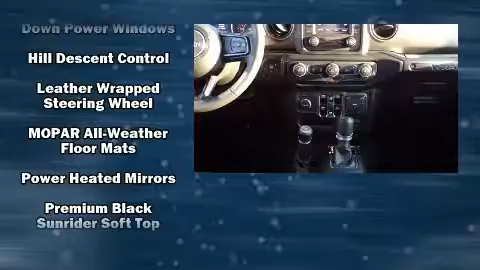 Down Power Windows
Hill Descent Control
Leather Wrapped
Steering Wheel
MOPAR All-Weather
Floor Mats
Power Heated Mirrors
Premium Black
Sunrider Soft Top